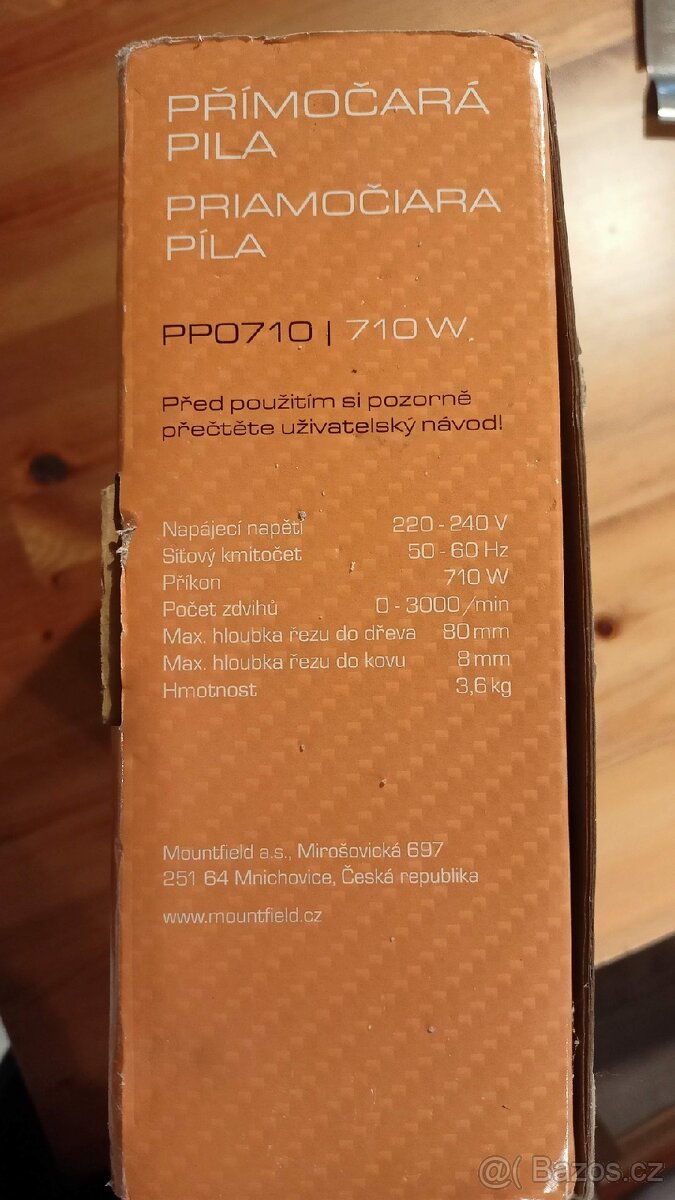 PŘÍMOČARÁ
PILA
PRIAMOČIARA
PÍLA
PP0710 | 710 W
Před použitím si pozorně
přečtěte uživatelský návod!
Napájecí napětí 220 - 240 V
Síťový kmitočet 50 - 60 Hz
Příkon 710 W
Počet zdvihů 0 - 3000/min
Max. hloubka řezu do dřeva 80 mm
Max. hloubka řezu do kovu 8 mm
Hmotnost 3,6 kg
Mountfield a.s., Mirošovická 697
251 64 Mnichovice, Česká republika
www.mountfield.cz
@( Bazos.cz